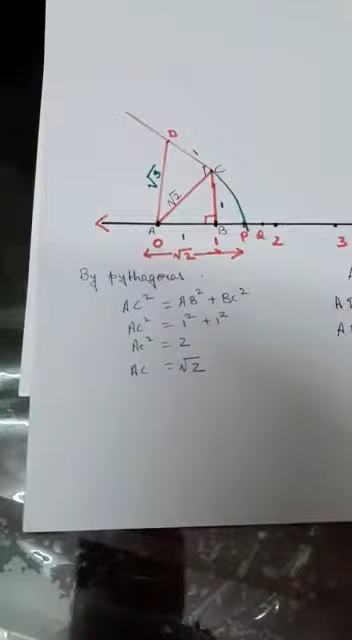 D
1
C
√3
√2
1
A 1 B P Q
0 1 2 3
√2
By pythagoras .
AC² = AB² + BC²
AC² = 1² + 1²
AC² = 2
AC = √2
A
A
A